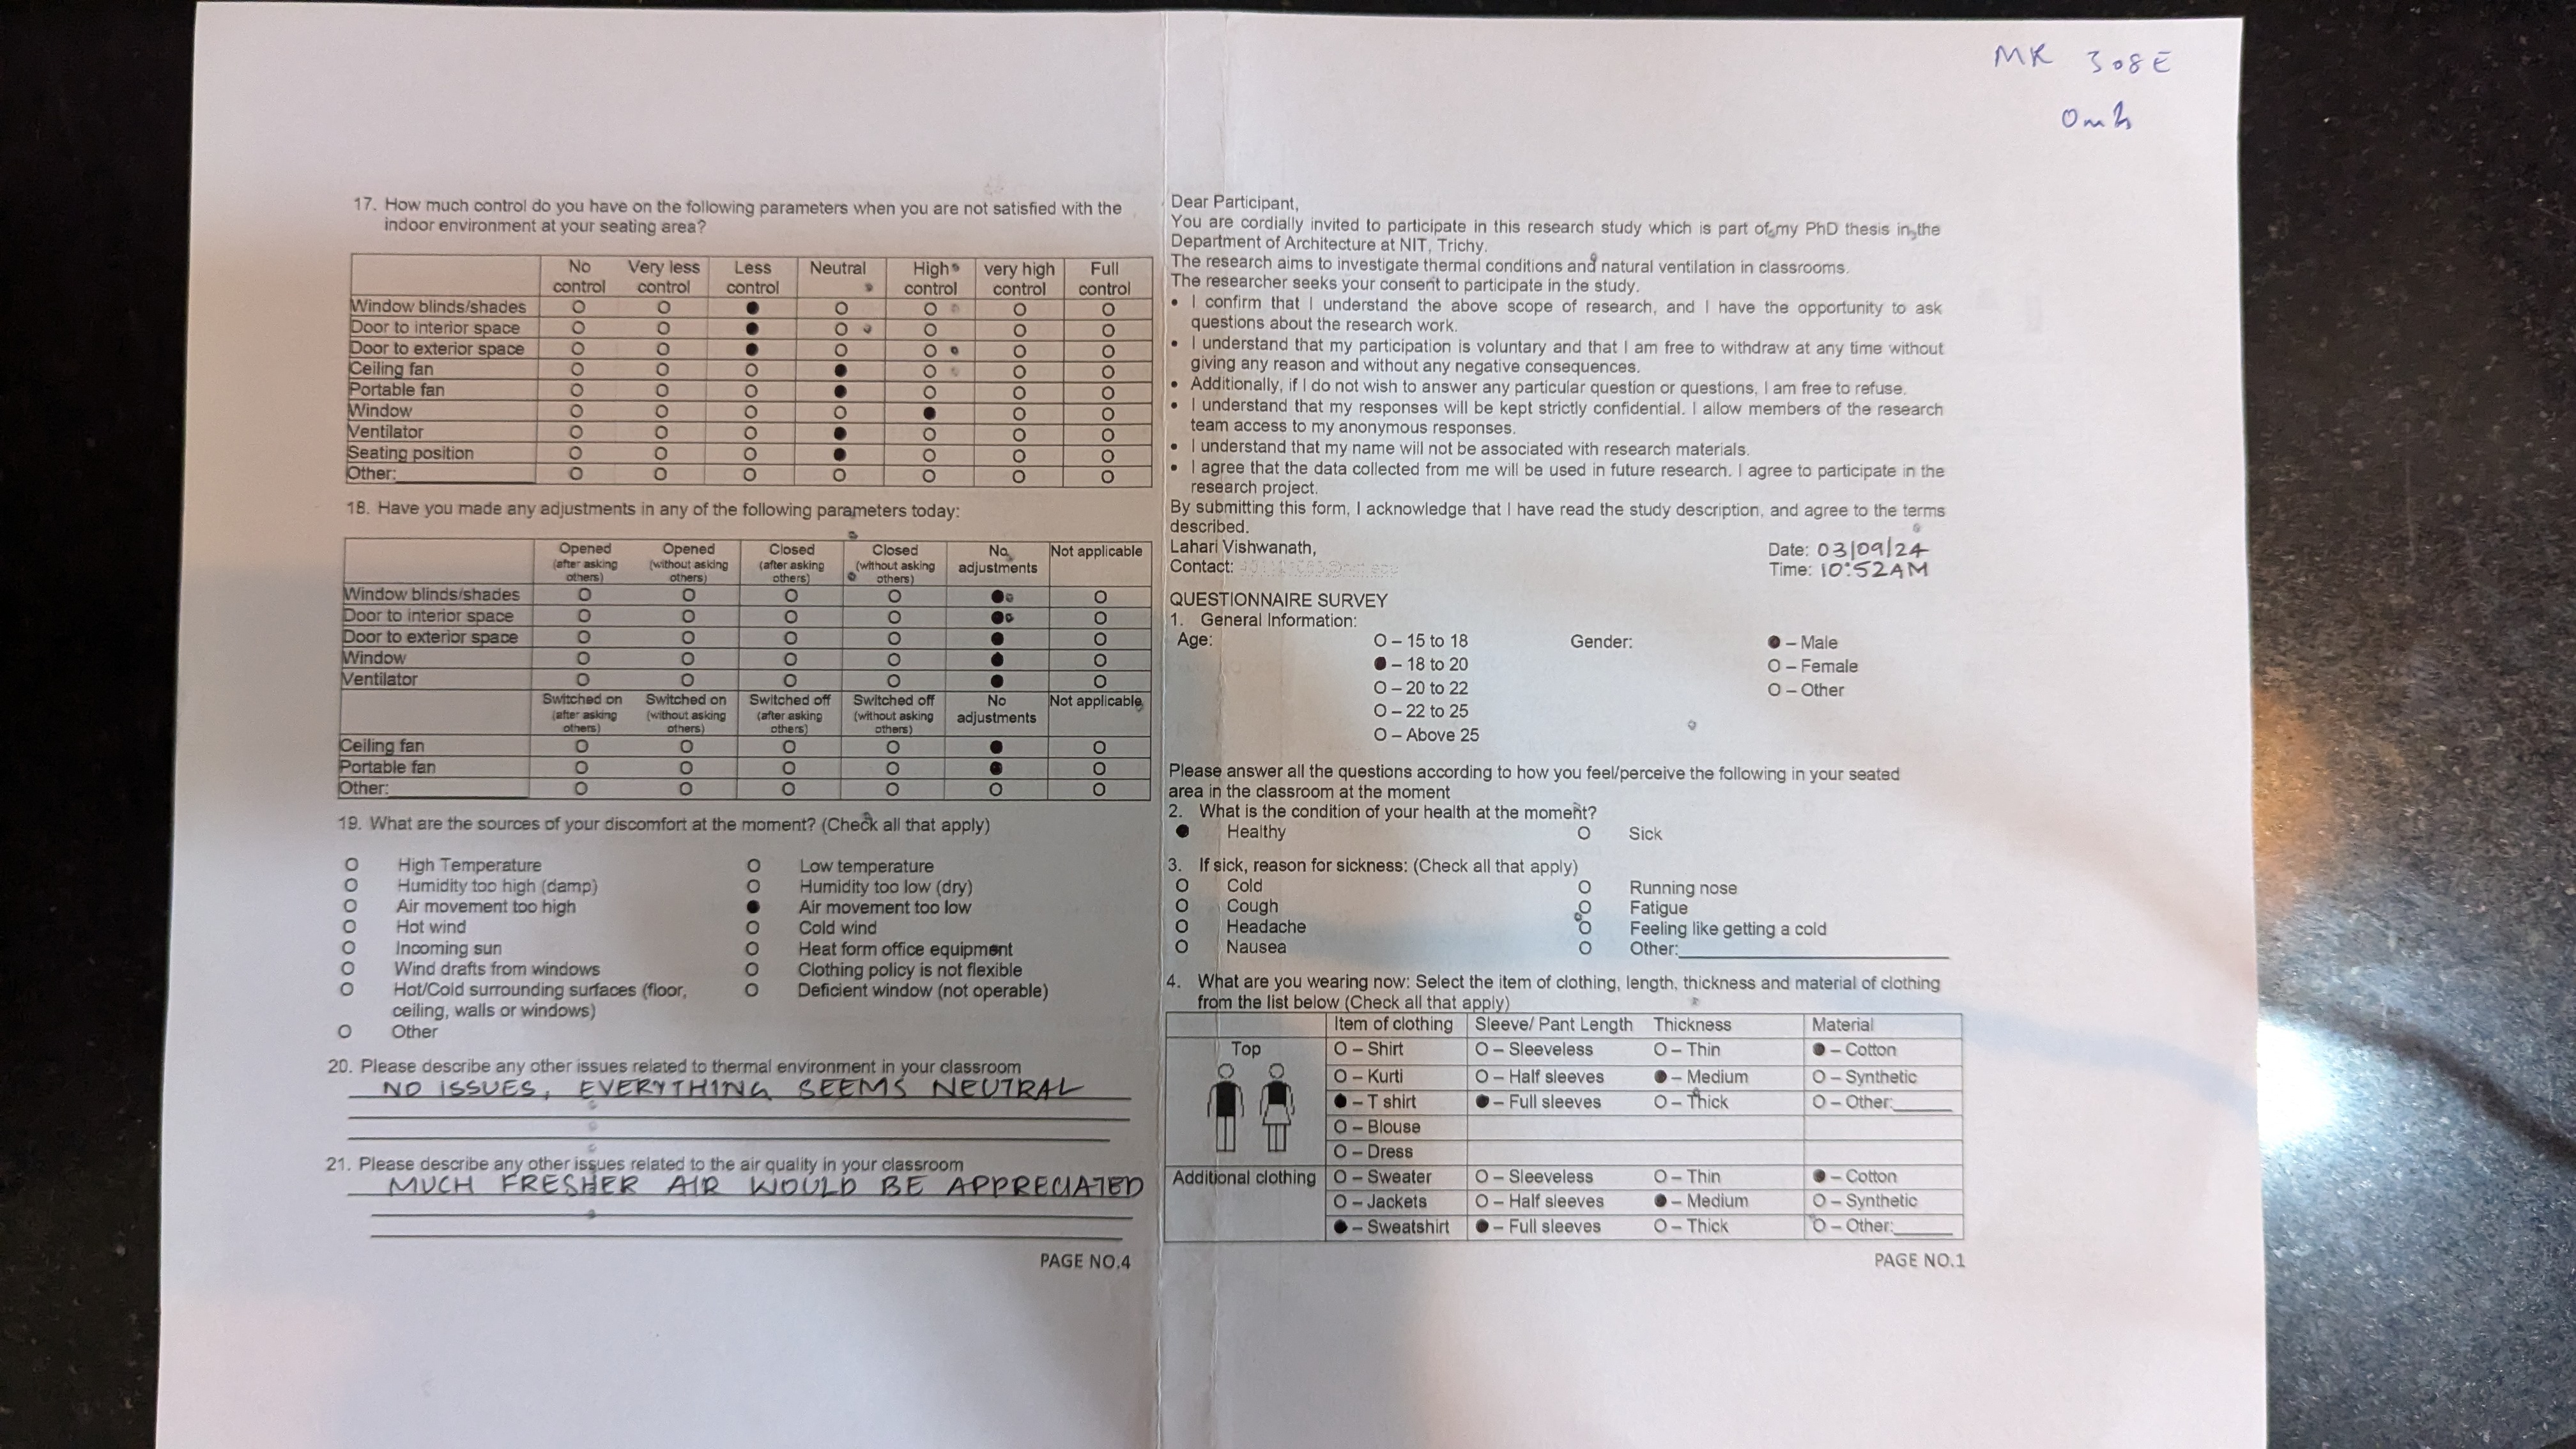 MR 308E
17. How much control do you have on the following parameters when you are not satisfied with the
indoor environment at your seating area?
No control Very less control Less control Neutral High control very high control Full control
Window blinds/shades O O ● O O O O
Door to interior space O O ● O O O O
Door to exterior space O O ● O O O O
Ceiling fan O O O ● O O O
Portable fan O O O ● O O O
Window O O O O ● O O
Ventilator O O O ● O O O
Seating position O O O ● O O O
Other:________ O O O O O O O
18. Have you made any adjustments in any of the following parameters today:
Opened (after asking others) Opened (without asking others) Closed (after asking others) Closed (without asking others) No adjustments Not applicable
Window blinds/shades O O O O ● O
Door to interior space O O O O ● O
Door to exterior space O O O O ● O
Window O O O O ● O
Ventilator O O O O ● O
Switched on (after asking others) Switched on (without asking others) Switched off (after asking others) Switched off (without asking others) No adjustments Not applicable
Ceiling fan O O O O ● O
Portable fan O O O O ● O
Other:________ O O O O O O
19. What are the sources of your discomfort at the moment? (Check all that apply)
O High Temperature O Low temperature
O Humidity too high (damp) O Humidity too low (dry)
O Air movement too high ● Air movement too low
O Hot wind O Cold wind
O Incoming sun O Heat form office equipment
O Wind drafts from windows O Clothing policy is not flexible
O Hot/Cold surrounding surfaces (floor, O Deficient window (not operable)
ceiling, walls or windows)
O Other
20. Please describe any other issues related to thermal environment in your classroom
NO ISSUES, EVERYTHING SEEMS NEUTRAL
21. Please describe any other issues related to the air quality in your classroom
MUCH FRESHER AIR WOULD BE APPRECIATED
PAGE NO.4
Dear Participant,
You are cordially invited to participate in this research study which is part of my PhD thesis in the
Department of Architecture at NIT, Trichy.
The research aims to investigate thermal conditions and natural ventilation in classrooms.
The researcher seeks your consent to participate in the study.
• I confirm that I understand the above scope of research, and I have the opportunity to ask
questions about the research work.
• I understand that my participation is voluntary and that I am free to withdraw at any time without
giving any reason and without any negative consequences.
• Additionally, if I do not wish to answer any particular question or questions, I am free to refuse.
• I understand that my responses will be kept strictly confidential. I allow members of the research
team access to my anonymous responses.
• I understand that my name will not be associated with research materials.
• I agree that the data collected from me will be used in future research. I agree to participate in the
research project.
By submitting this form, I acknowledge that I have read the study description, and agree to the terms
described.
Lahari Vishwanath, Date: 03/09/24
Contact: Time: 10:52AM
QUESTIONNAIRE SURVEY
1. General Information:
Age: O – 15 to 18 Gender: ● – Male
● – 18 to 20 O – Female
O – 20 to 22 O – Other
O – 22 to 25
O – Above 25
Please answer all the questions according to how you feel/perceive the following in your seated
area in the classroom at the moment
2. What is the condition of your health at the moment?
● Healthy O Sick
3. If sick, reason for sickness: (Check all that apply)
O Cold O Running nose
O Cough O Fatigue
O Headache O Feeling like getting a cold
O Nausea O Other:________
4. What are you wearing now: Select the item of clothing, length, thickness and material of clothing
from the list below (Check all that apply)
Item of clothing Sleeve/ Pant Length Thickness Material
Top O – Shirt O – Sleeveless O – Thin ● – Cotton
O – Kurti O – Half sleeves ● – Medium O – Synthetic
● – T shirt ● – Full sleeves O – Thick O – Other:______
O – Blouse
O – Dress
Additional clothing O – Sweater O – Sleeveless O – Thin ● – Cotton
O – Jackets O – Half sleeves ● – Medium O – Synthetic
● – Sweatshirt ● – Full sleeves O – Thick O – Other:______
PAGE NO.1